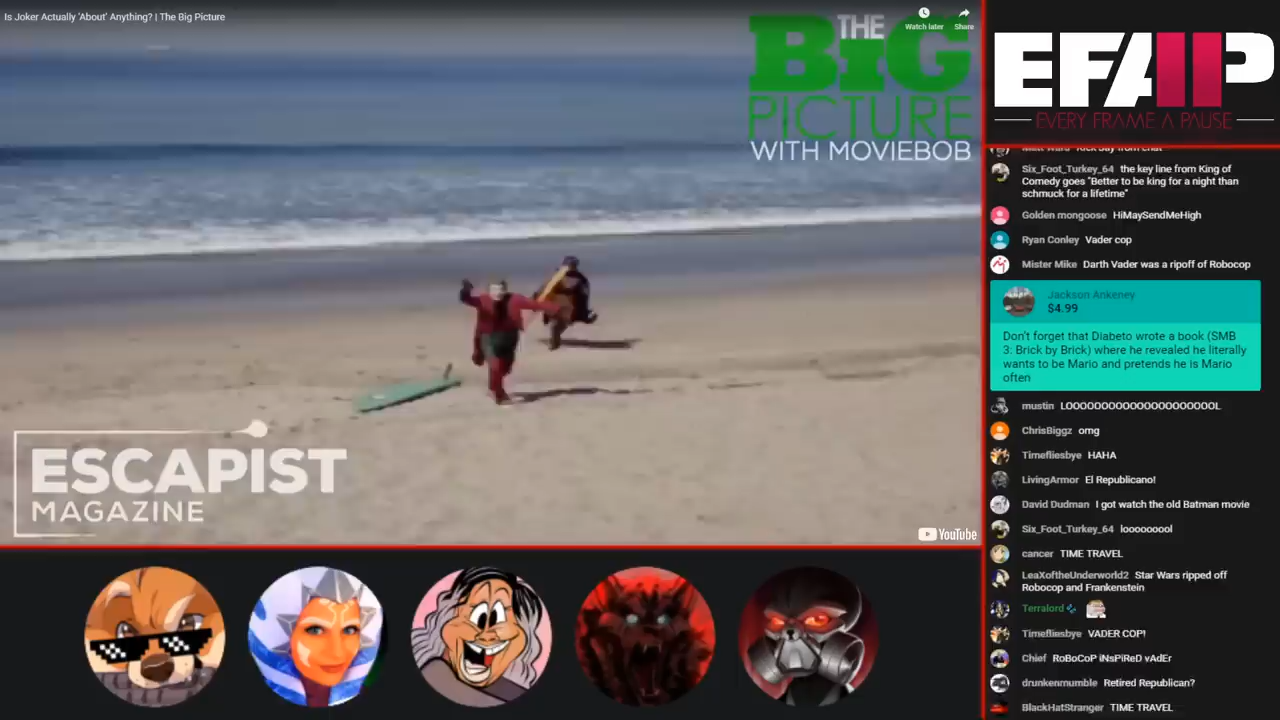 Is Joker Actually 'About' Anything? | The Big Picture
Watch later
Share
THE
BiG
PICTURE
WITH MOVIEBOB
ESCAPIST
MAGAZINE
YouTube
EFAP
EVERY FRAME A PAUSE
Six_Foot_Turkey_64 the key line from King of
Comedy goes "Better to be king for a night than
schmuck for a lifetime"
Golden mongoose HiMaySendMeHigh
Ryan Conley Vader cop
Mister Mike Darth Vader was a ripoff of Robocop
Jackson Ankeney
$4.99
Don't forget that Diabeto wrote a book (SMB
3: Brick by Brick) where he revealed he literally
wants to be Mario and pretends he is Mario
often
mustin LOOOOOOOOOOOOOOOOOOOOL
ChrisBiggz omg
Timefliesbye HAHA
LivingArmor El Republicano!
David Dudman I got watch the old Batman movie
Six_Foot_Turkey_64 looooooool
cancer TIME TRAVEL
LeaXoftheUnderworld2 Star Wars ripped off
Robocop and Frankenstein
Terralord
Timefliesbye VADER COP!
Chief RoBoCoP iNsPiReD vAdEr
drunkenmumble Retired Republican?
BlackHatStranger TIME TRAVEL